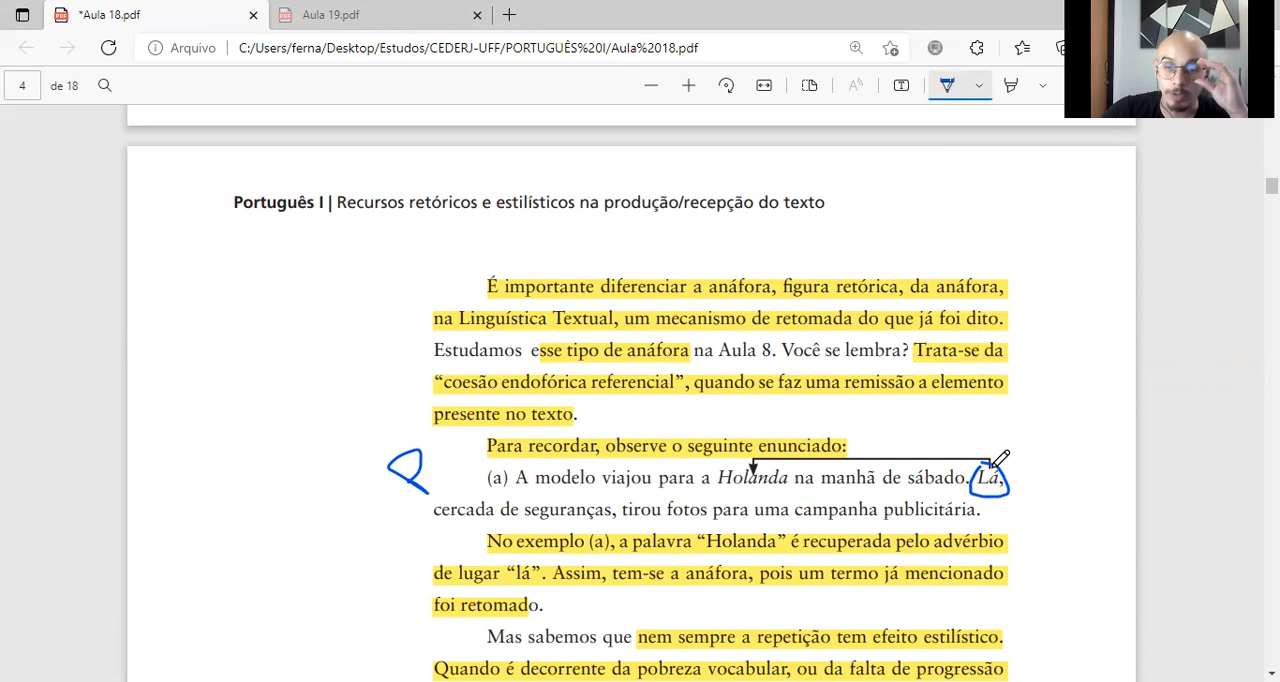 *Aula 18.pdf
Aula 19.pdf
Arquivo
C:/Users/ferna/Desktop/Estudos/CEDERJ-UFF/PORTUGUÊS%20I/Aula%2018.pdf
4
de 18
Português I | Recursos retóricos e estilísticos na produção/recepção do texto
É importante diferenciar a anáfora, figura retórica, da anáfora,
na Linguística Textual, um mecanismo de retomada do que já foi dito.
Estudamos esse tipo de anáfora na Aula 8. Você se lembra? Trata-se da
“coesão endofórica referencial”, quando se faz uma remissão a elemento
presente no texto.
Para recordar, observe o seguinte enunciado:
(a) A modelo viajou para a Holanda na manhã de sábado. Lá,
cercada de seguranças, tirou fotos para uma campanha publicitária.
No exemplo (a), a palavra “Holanda” é recuperada pelo advérbio
de lugar “lá”. Assim, tem-se a anáfora, pois um termo já mencionado
foi retomado.
Mas sabemos que nem sempre a repetição tem efeito estilístico.
Quando é decorrente da pobreza vocabular, ou da falta de progressão